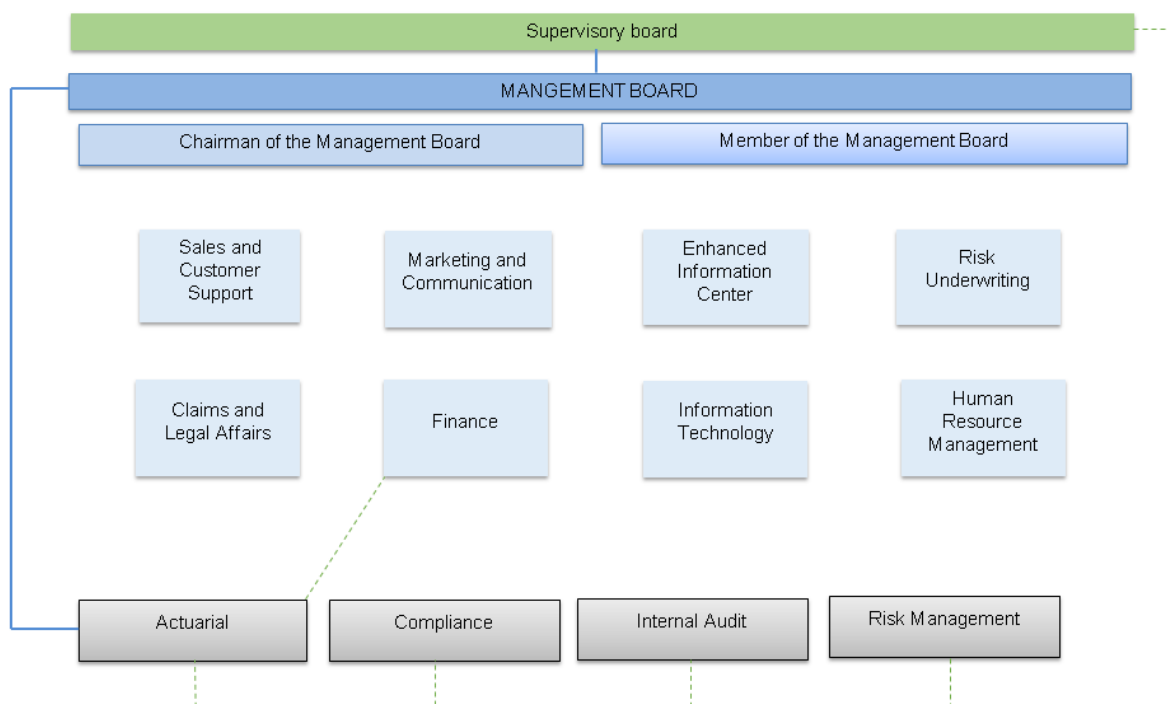 Supervisory board
MANGEMENT BOARD
Chairman of the Management Board
Member of the Management Board
Sales and
Customer
Support
Marketing and
Communication
Enhanced
Information
Center
Risk
Underwriting
Claims and
Legal Affairs
Finance
Information
Technology
Human
Resource
Management
Actuarial
Compliance
Internal Audit
Risk Management